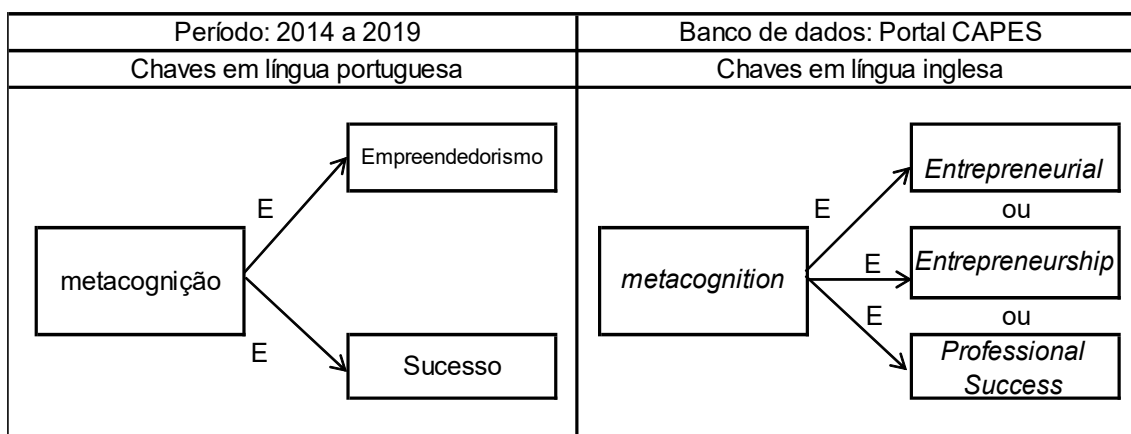 Período: 2014 a 2019
Banco de dados: Portal CAPES
Chaves em língua portuguesa
Chaves em língua inglesa
Empreendedorismo
E
metacognição
E
Sucesso
Entrepreneurial
E
ou
metacognition
E
Entrepreneurship
E
ou
Professional
Success